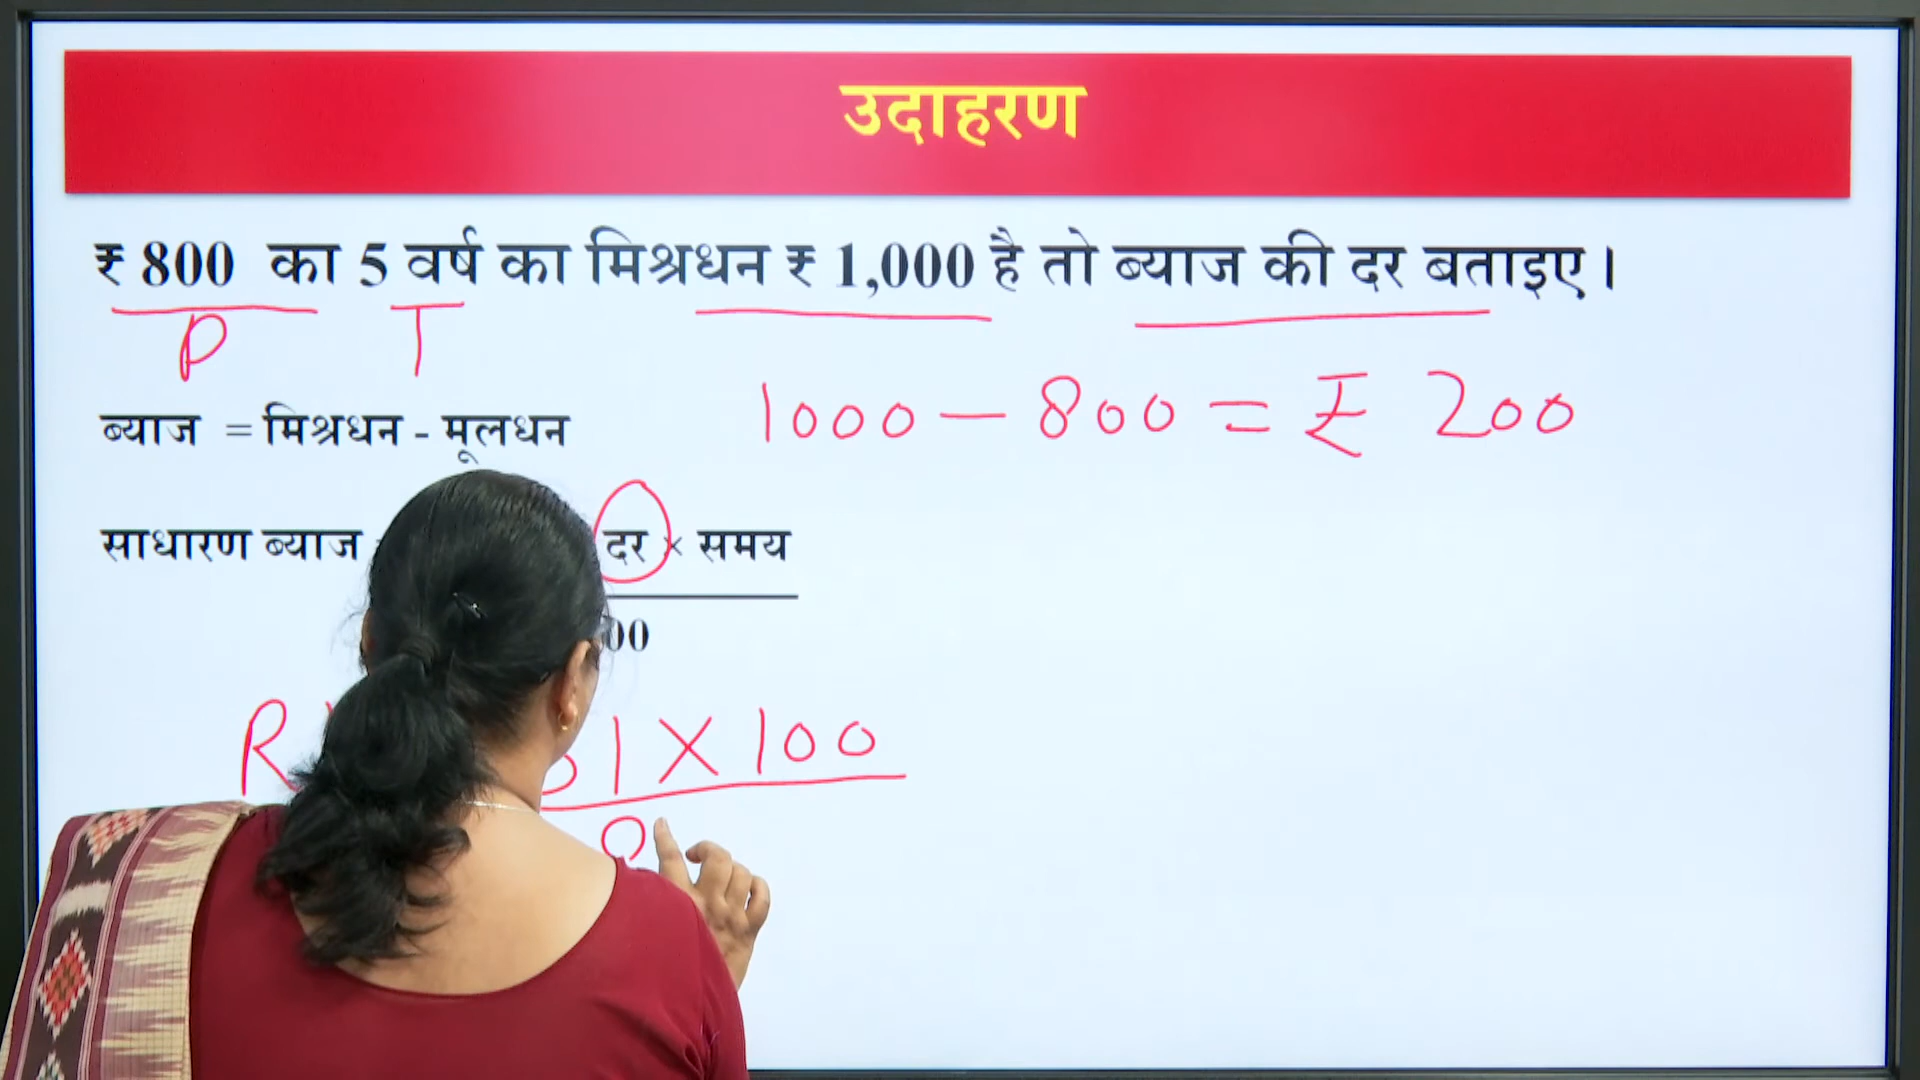 उदाहरण
₹ 800 का 5 वर्ष का मिश्रधन ₹ 1,000 है तो ब्याज की दर बताइए।
P T
1000 - 800 = ₹ 200
ब्याज = मिश्रधन - मूलधन
साधारण ब्याज दर × समय
00
R I × 100